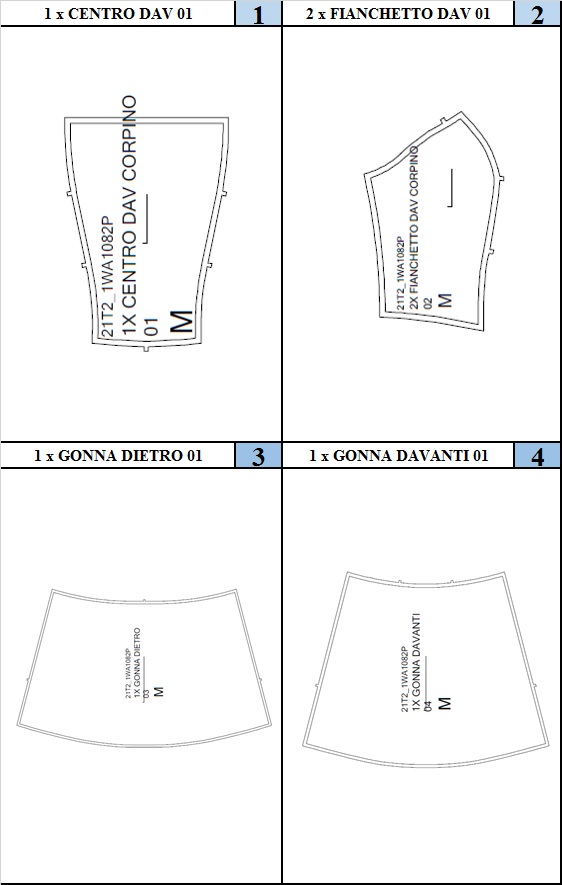 1 x CENTRO DAV 01
1
2 x FIANCHETTO DAV 01
2
21T2_1WA1082P
1X CENTRO DAV CORPINO
01
M
21T2_1WA1082P
2X FIANCHETTO DAV CORPINO
02
M
1 x GONNA DIETRO 01
3
1 x GONNA DAVANTI 01
4
21T2_1WA1082P
1X GONNA DIETRO
03
M
21T2_1WA1082P
1X GONNA DAVANTI
04
M